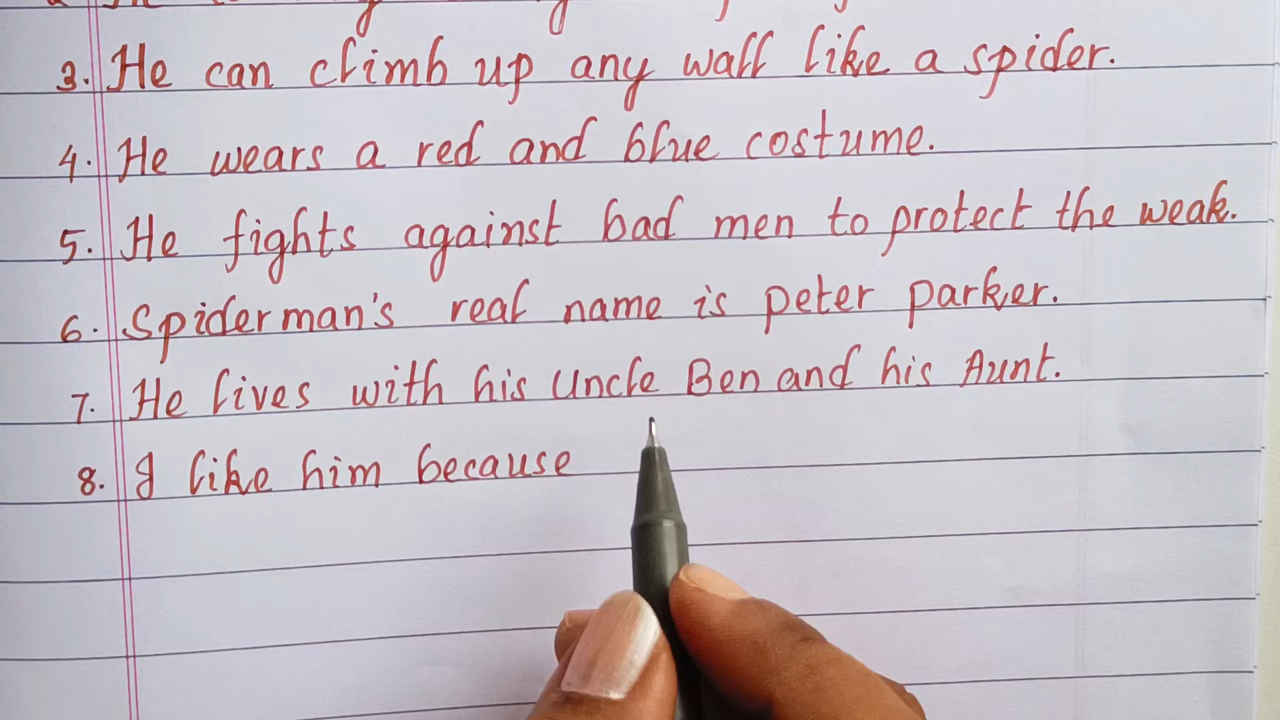 3. He can climb up any wall like a spider.
4. He wears a red and blue costume.
5. He fights against bad men to protect the weak.
6. Spiderman's real name is peter parker.
7. He lives with his Uncle Ben and his Aunt.
8. I like him because